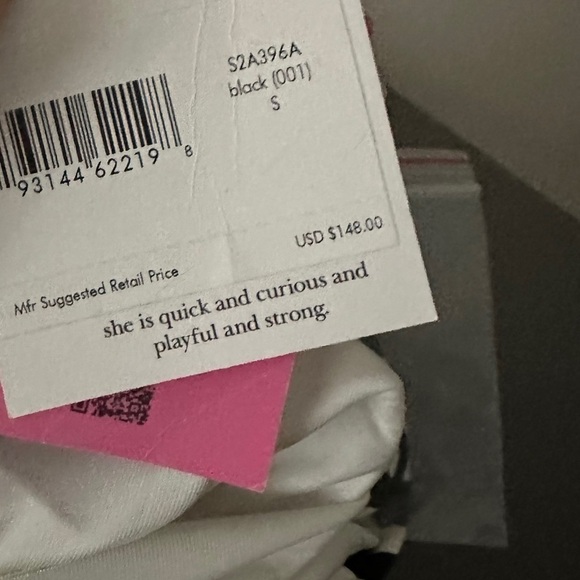 S2A396A
black (001)
S
93144 62219 8
USD $148.00
Mfr Suggested Retail Price
she is quick and curious and
playful and strong.